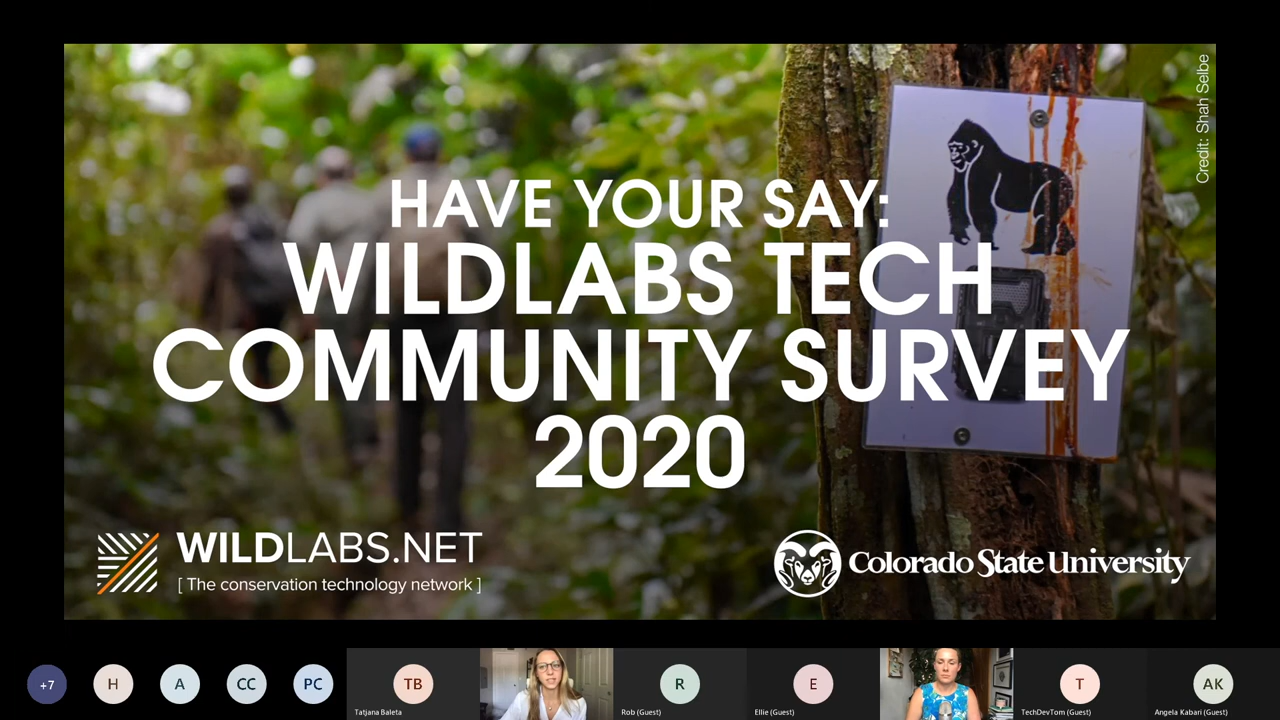 Credit: Shah Selbe
HAVE YOUR SAY:
WILDLABS TECH
COMMUNITY SURVEY
2020
WILDLABS.NET
[ The conservation technology network ]
Colorado State University
+7
H
A
CC
PC
TB
Tatjana Baleta
R
Rob (Guest)
E
Ellie (Guest)
T
TechDevTom (Guest)
AK
Angela Kabari (Guest)